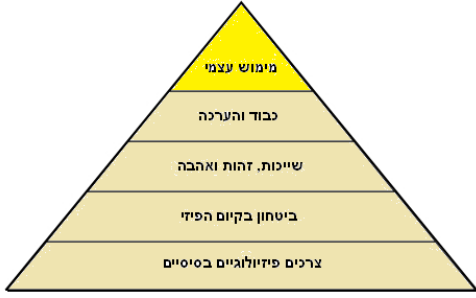 מימוש עצמי
כבוד והערכה
שייכות, זהות ואהבה
ביטחון בקיום הפיזי
צרכים פיזיולוגיים בסיסיים